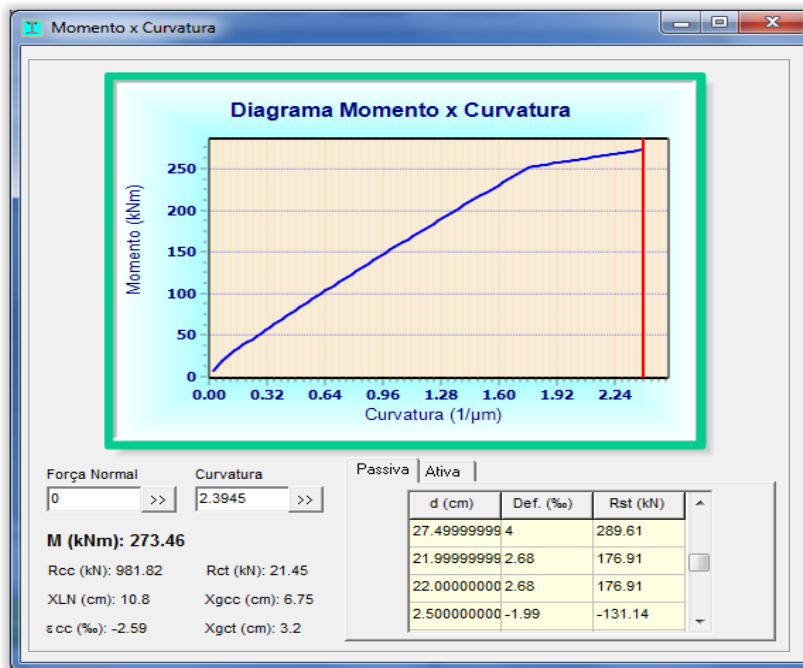 Momento x Curvatura
Diagrama Momento x Curvatura
Momento (kNm)
250
200
150
100
50
0
0.00 0.32 0.64 0.96 1.28 1.60 1.92 2.24
Curvatura (1/µm)
Força Normal Curvatura
0 >> 2.3945 >>
M (kNm): 273.46
Rcc (kN): 981.82 Rct (kN): 21.45
XLN (cm): 10.8 Xgcc (cm): 6.75
εcc (‰): -2.59 Xgct (cm): 3.2
Passiva Ativa
d (cm) Def. (‰) Rst (kN)
27.49999999 4 289.61
21.99999999 2.68 176.91
22.00000000 2.68 176.91
2.500000000 -1.99 -131.14